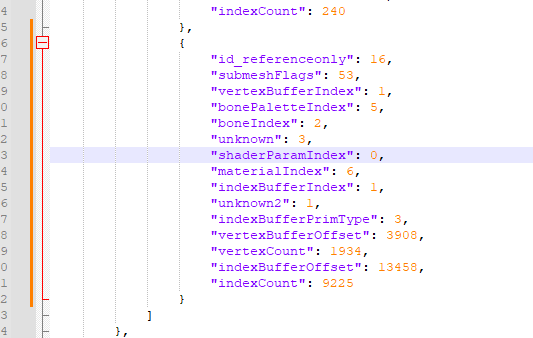 4 "indexCount": 240
5 },
6 {
7 "id_referenceonly": 16,
8 "submeshFlags": 53,
9 "vertexBufferIndex": 1,
0 "bonePaletteIndex": 5,
1 "boneIndex": 2,
2 "unknown": 3,
3 "shaderParamIndex": 0,
4 "materialIndex": 6,
5 "indexBufferIndex": 1,
6 "unknown2": 1,
7 "indexBufferPrimType": 3,
8 "vertexBufferOffset": 3908,
9 "vertexCount": 1934,
0 "indexBufferOffset": 13458,
1 "indexCount": 9225
2 }
3 ]
4 },